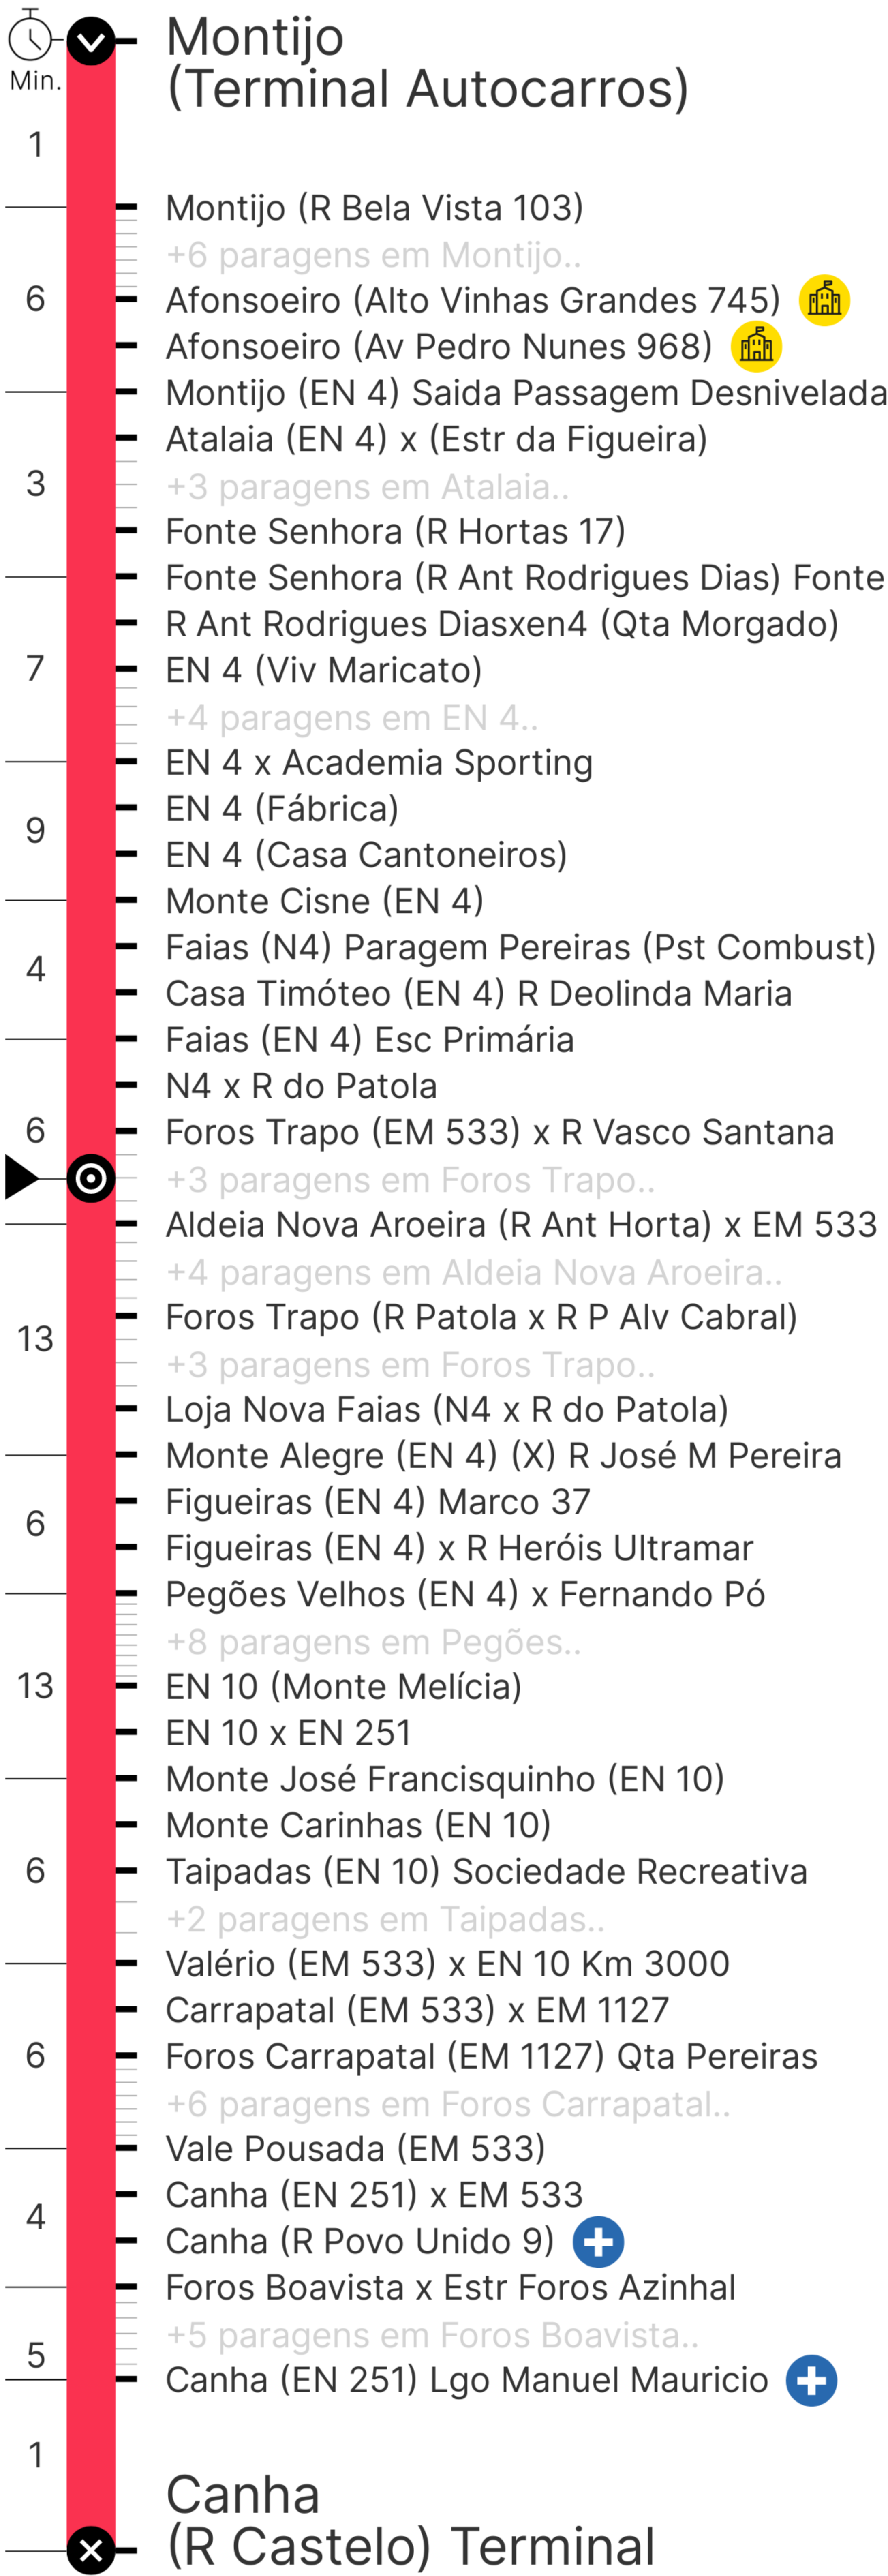 Montijo
(Terminal Autocarros)
Min.
1
Montijo (R Bela Vista 103)
+6 paragens em Montijo..
6
Afonsoeiro (Alto Vinhas Grandes 745)
Afonsoeiro (Av Pedro Nunes 968)
Montijo (EN 4) Saida Passagem Desnivelada
Atalaia (EN 4) x (Estr da Figueira)
3
+3 paragens em Atalaia..
Fonte Senhora (R Hortas 17)
Fonte Senhora (R Ant Rodrigues Dias) Fonte
R Ant Rodrigues Diasxen4 (Qta Morgado)
7
EN 4 (Viv Maricato)
+4 paragens em EN 4..
EN 4 x Academia Sporting
EN 4 (Fábrica)
9
EN 4 (Casa Cantoneiros)
Monte Cisne (EN 4)
Faias (N4) Paragem Pereiras (Pst Combust)
4
Casa Timóteo (EN 4) R Deolinda Maria
Faias (EN 4) Esc Primária
N4 x R do Patola
6
Foros Trapo (EM 533) x R Vasco Santana
+3 paragens em Foros Trapo..
Aldeia Nova Aroeira (R Ant Horta) x EM 533
+4 paragens em Aldeia Nova Aroeira..
Foros Trapo (R Patola x R P Alv Cabral)
13
+3 paragens em Foros Trapo..
Loja Nova Faias (N4 x R do Patola)
Monte Alegre (EN 4) (X) R José M Pereira
Figueiras (EN 4) Marco 37
6
Figueiras (EN 4) x R Heróis Ultramar
Pegões Velhos (EN 4) x Fernando Pó
+8 paragens em Pegões..
13
EN 10 (Monte Melícia)
EN 10 x EN 251
Monte José Francisquinho (EN 10)
Monte Carinhas (EN 10)
6
Taipadas (EN 10) Sociedade Recreativa
+2 paragens em Taipadas..
Valério (EM 533) x EN 10 Km 3000
Carrapatal (EM 533) x EM 1127
6
Foros Carrapatal (EM 1127) Qta Pereiras
+6 paragens em Foros Carrapatal..
Vale Pousada (EM 533)
Canha (EN 251) x EM 533
4
Canha (R Povo Unido 9)
Foros Boavista x Estr Foros Azinhal
+5 paragens em Foros Boavista..
5
Canha (EN 251) Lgo Manuel Mauricio
1
Canha
(R Castelo) Terminal